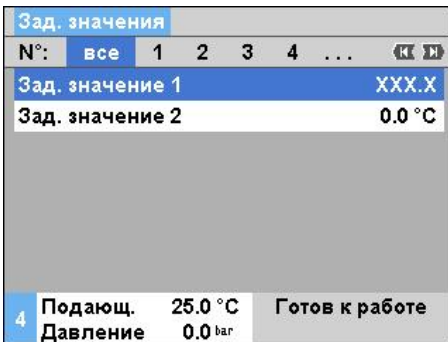 Зад. значения
N°: все 1 2 3 4 ...
Зад. значение 1 XXX.X
Зад. значение 2 0.0 °C
4 Подающ. 25.0 °C Готов к работе
Давление 0.0 bar